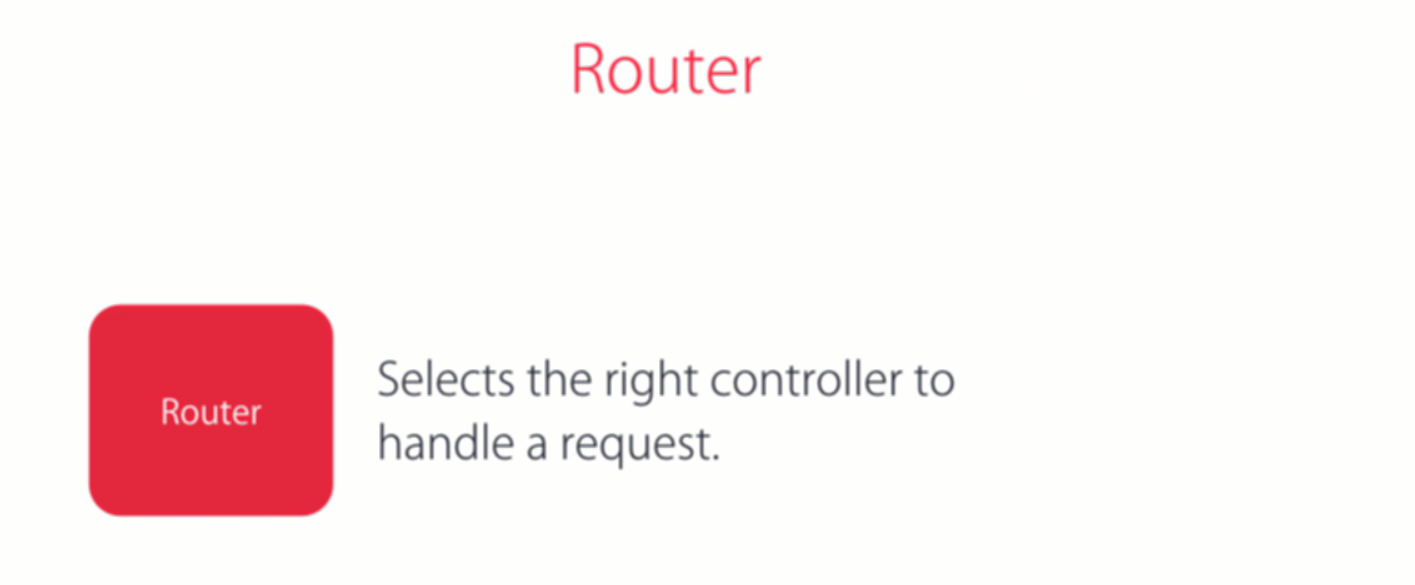 Router
Router
Selects the right controller to
handle a request.